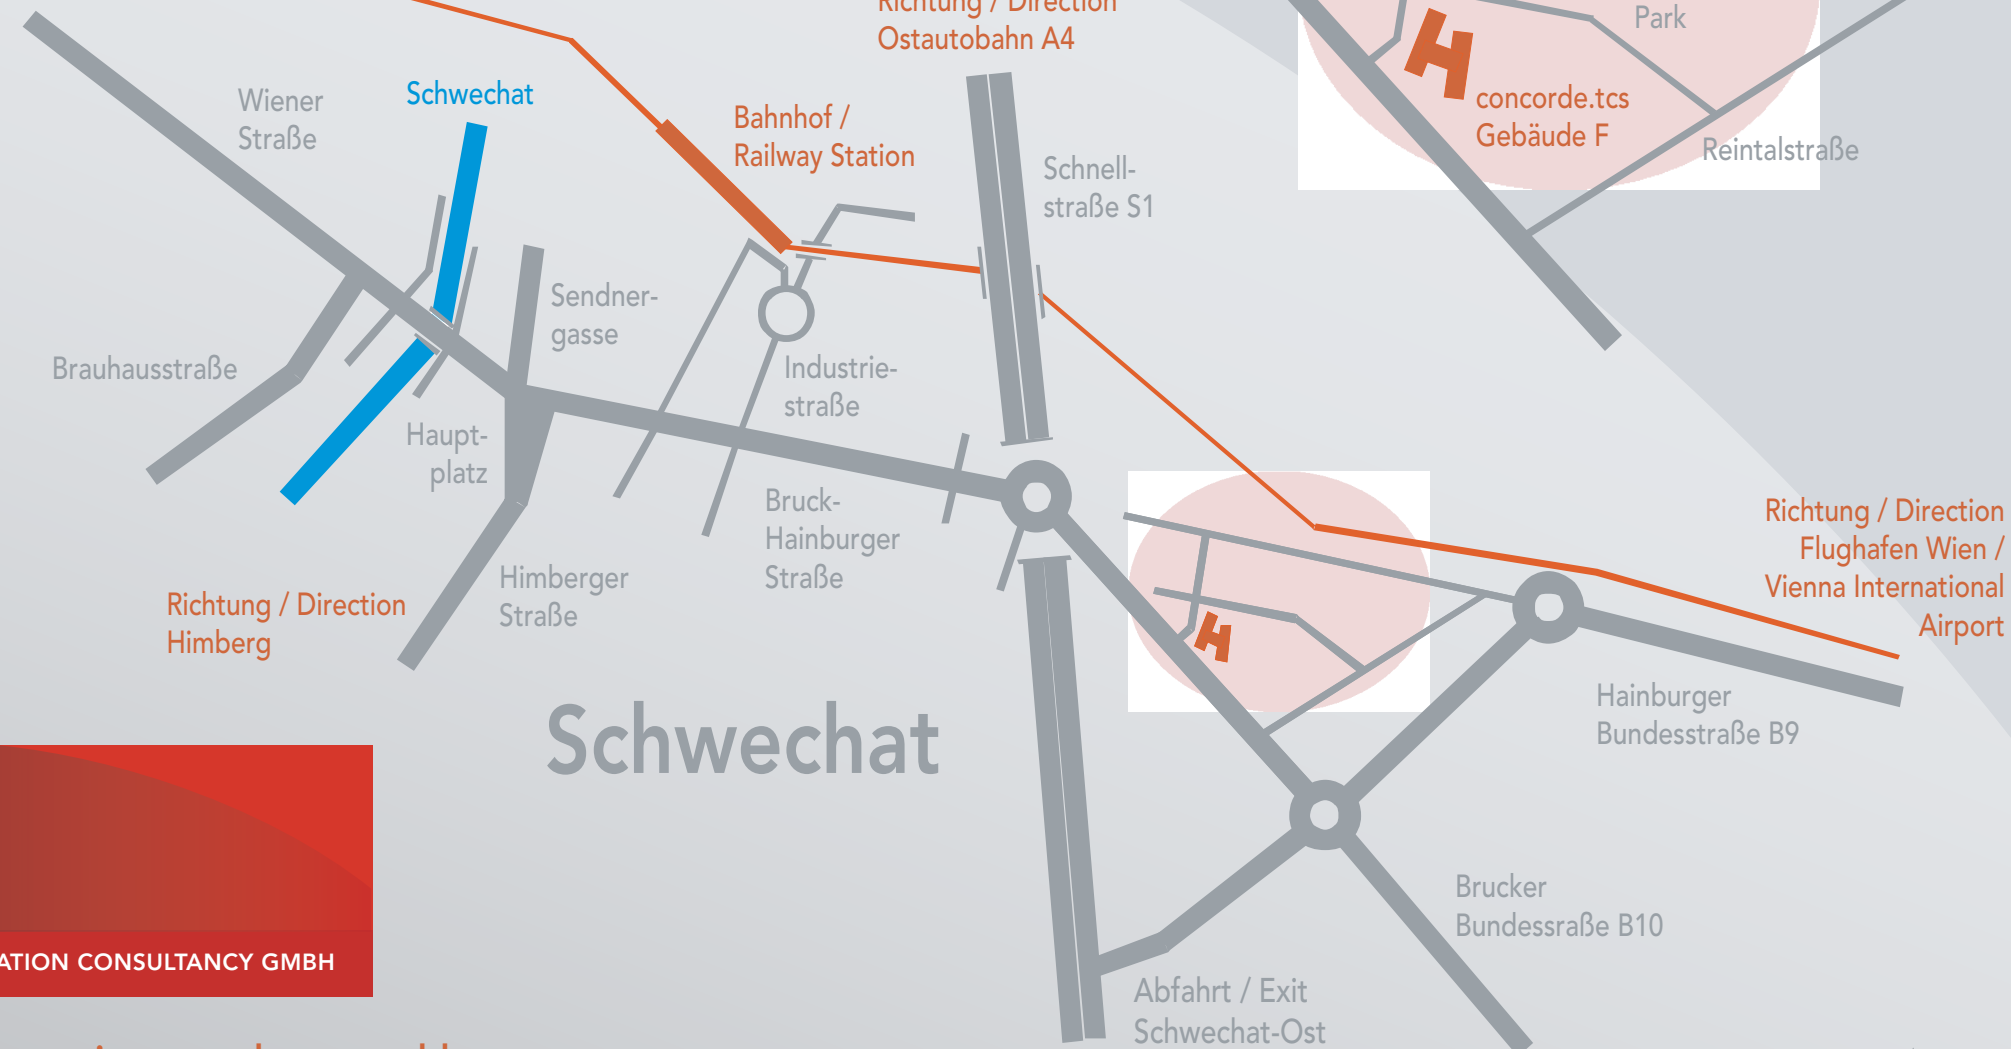 Richtung / Direction
Ostautobahn A4
Park
concorde.tcs
Gebäude F
Reintalstraße
Wiener
Straße
Schwechat
Bahnhof /
Railway Station
Schnell-
straße S1
Sendner-
gasse
Brauhausstraße
Industrie-
straße
Haupt-
platz
Bruck-
Hainburger
Straße
Himberger
Straße
Richtung / Direction
Himberg
Richtung / Direction
Flughafen Wien /
Vienna International
Airport
Schwechat
Hainburger
Bundesstraße B9
Brucker
Bundessraße B10
ATION CONSULTANCY GMBH
Abfahrt / Exit
Schwechat-Ost